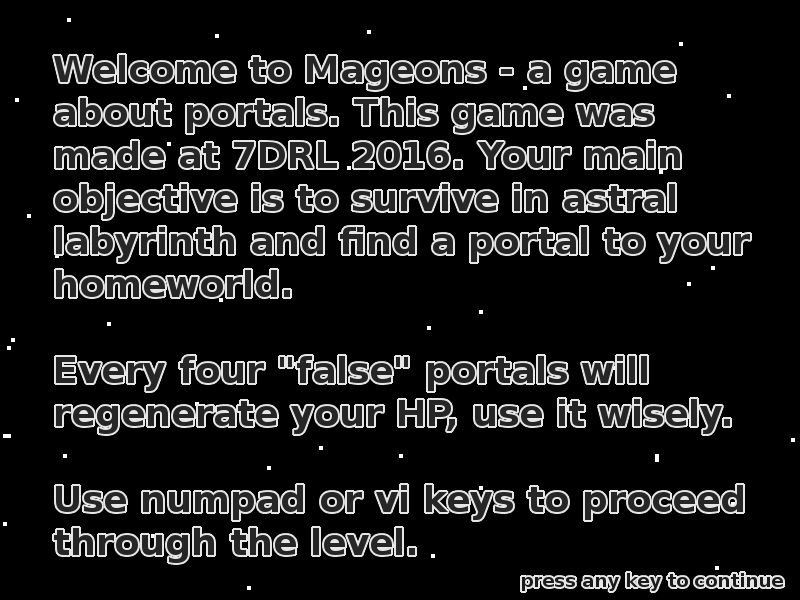 Welcome to Mageons - a game
about portals. This game was
made at 7DRL 2016. Your main
objective is to survive in astral
labyrinth and find a portal to your
homeworld.
Every four "false" portals will
regenerate your HP, use it wisely.
Use numpad or vi keys to proceed
through the level.
press any key to continue